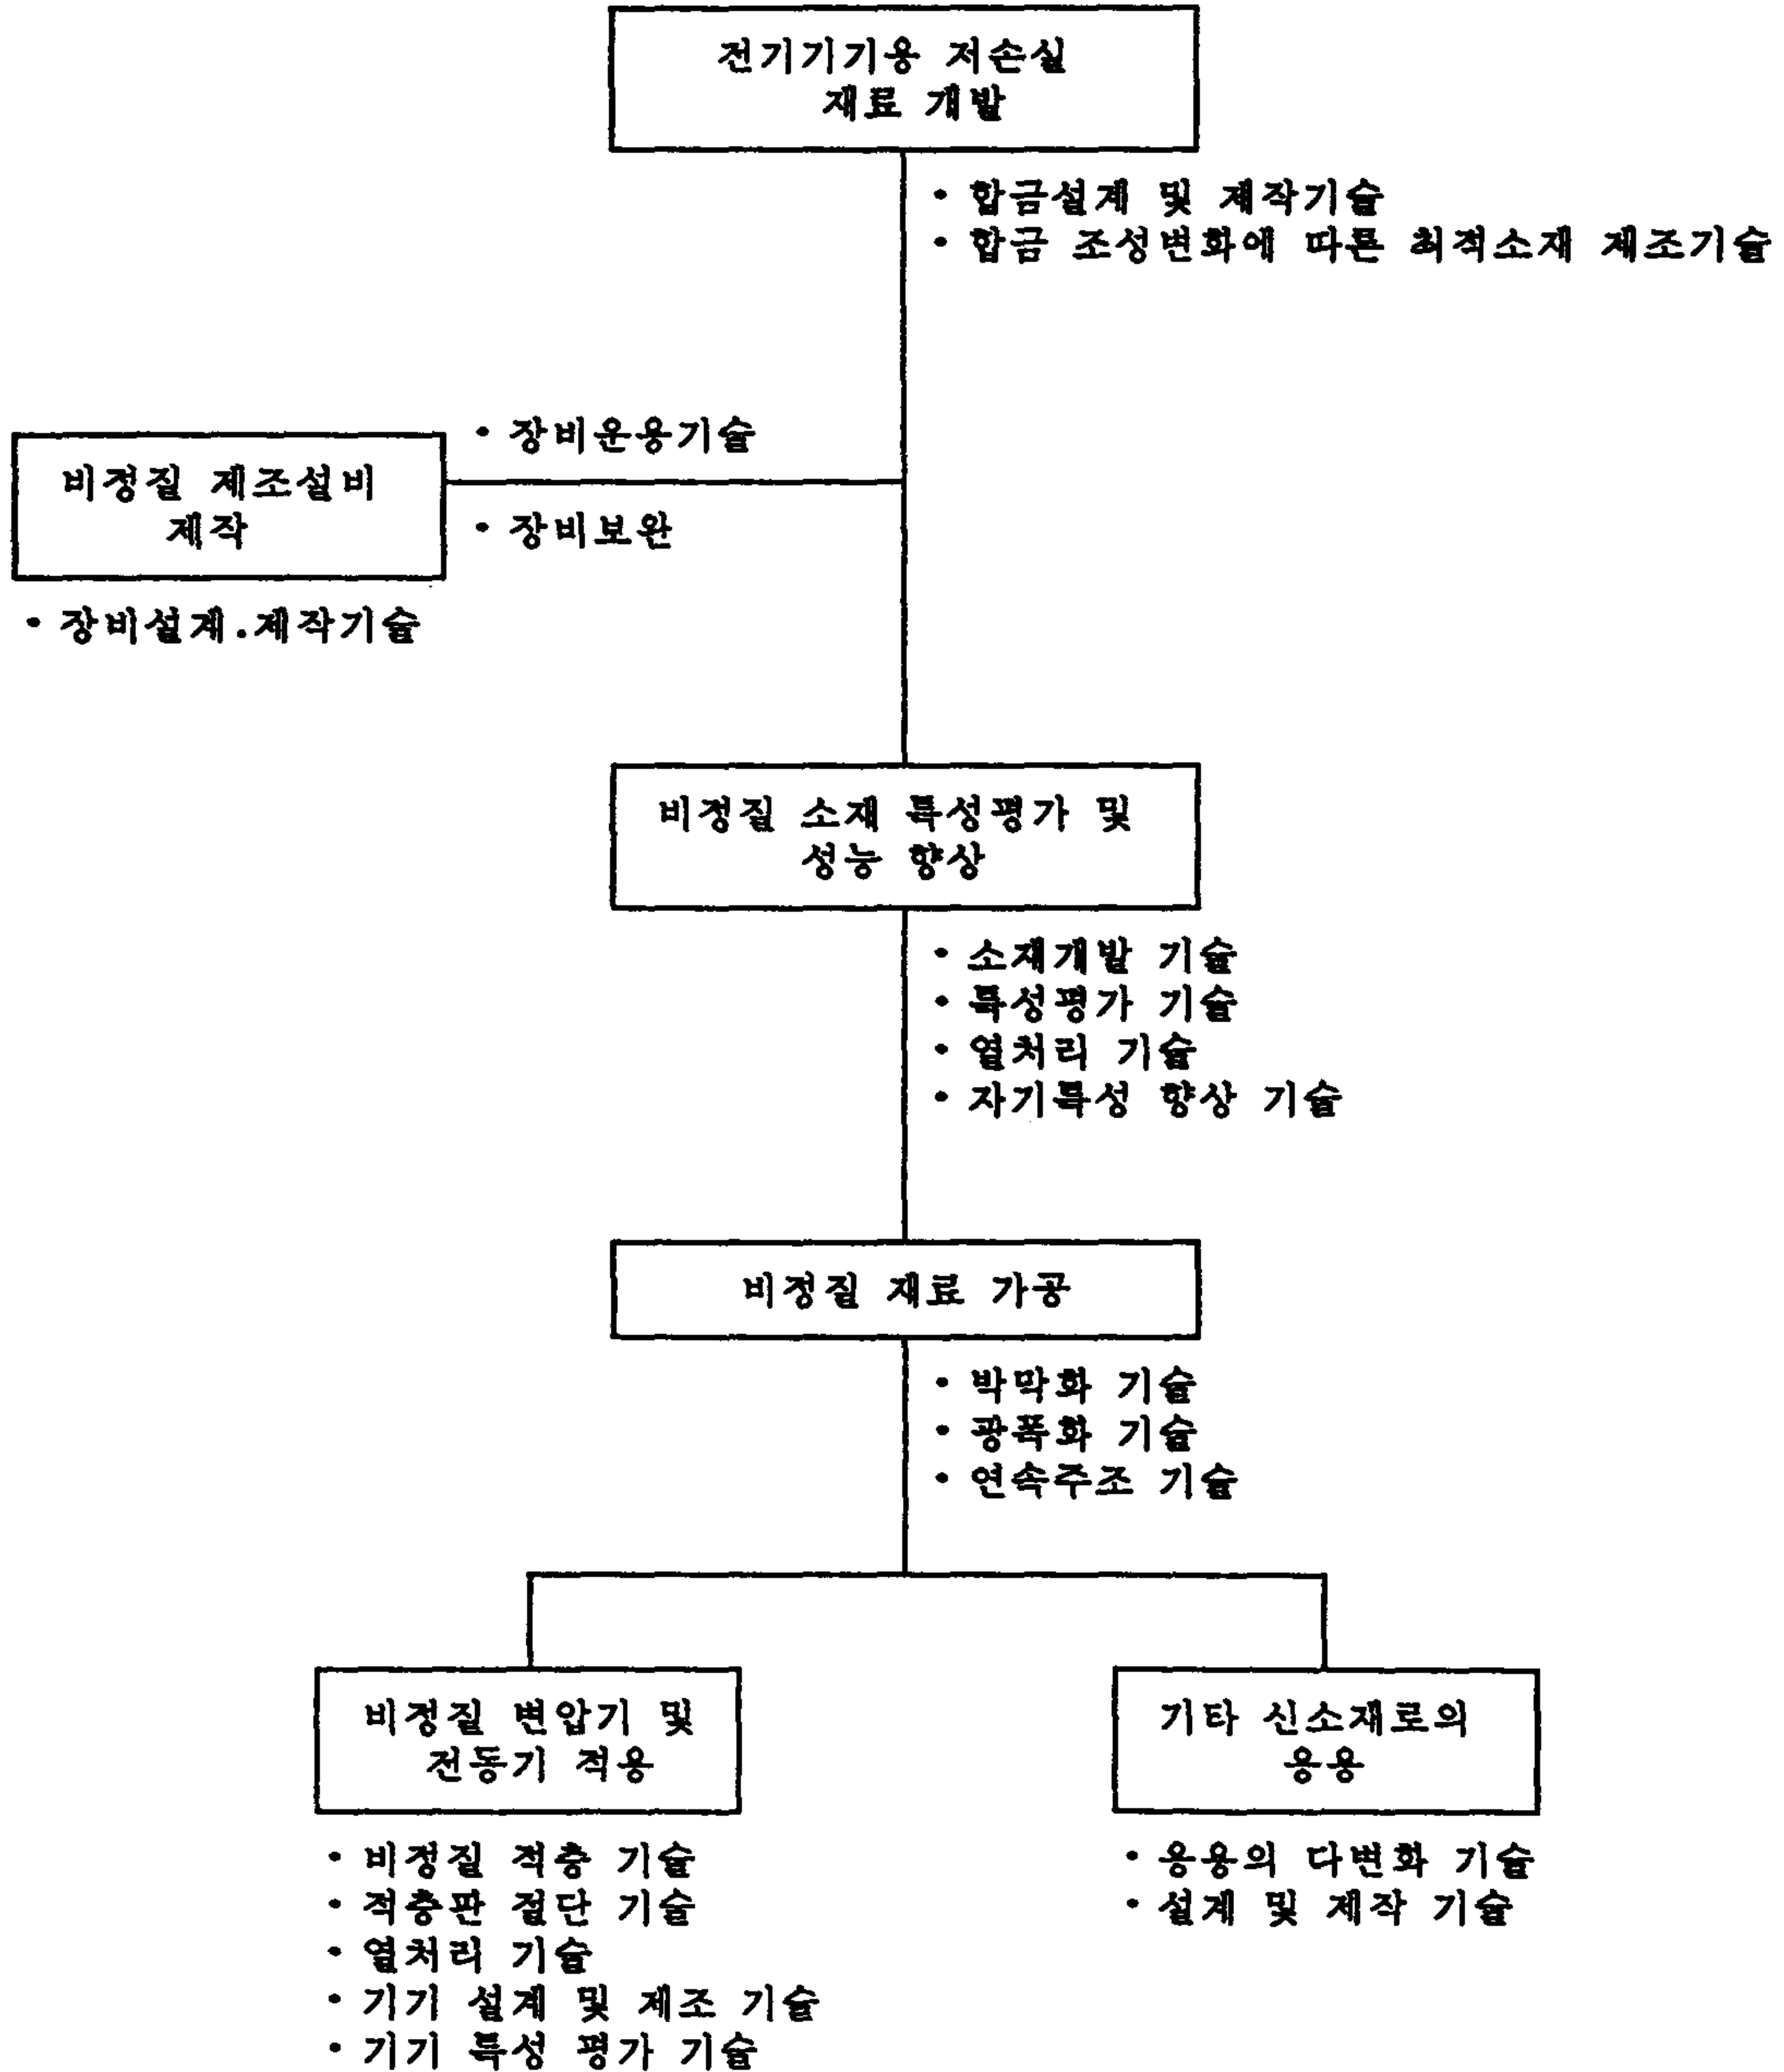 전기기기용 저손실
재료 개발
· 합금설계 및 제작기술
· 합금 조성변화에 따른 최적소재 제조기술
· 장비운용기술
비정질 제조설비
제작
· 장비보완
· 장비설계.제작기술
비정질 소재 특성평가 및
성능 향상
· 소재개발 기술
· 특성평가 기술
· 열처리 기술
· 자기특성 향상 기술
비정질 재료 가공
· 박막화 기술
· 광폭화 기술
· 연속주조 기술
비정질 변압기 및
전동기 적용
· 비정질 적층 기술
· 적층판 절단 기술
· 열처리 기술
· 기기 설계 및 제조 기술
· 기기 특성 평가 기술
기타 신소재로의
응용
· 응용의 다변화 기술
· 설계 및 제작 기술